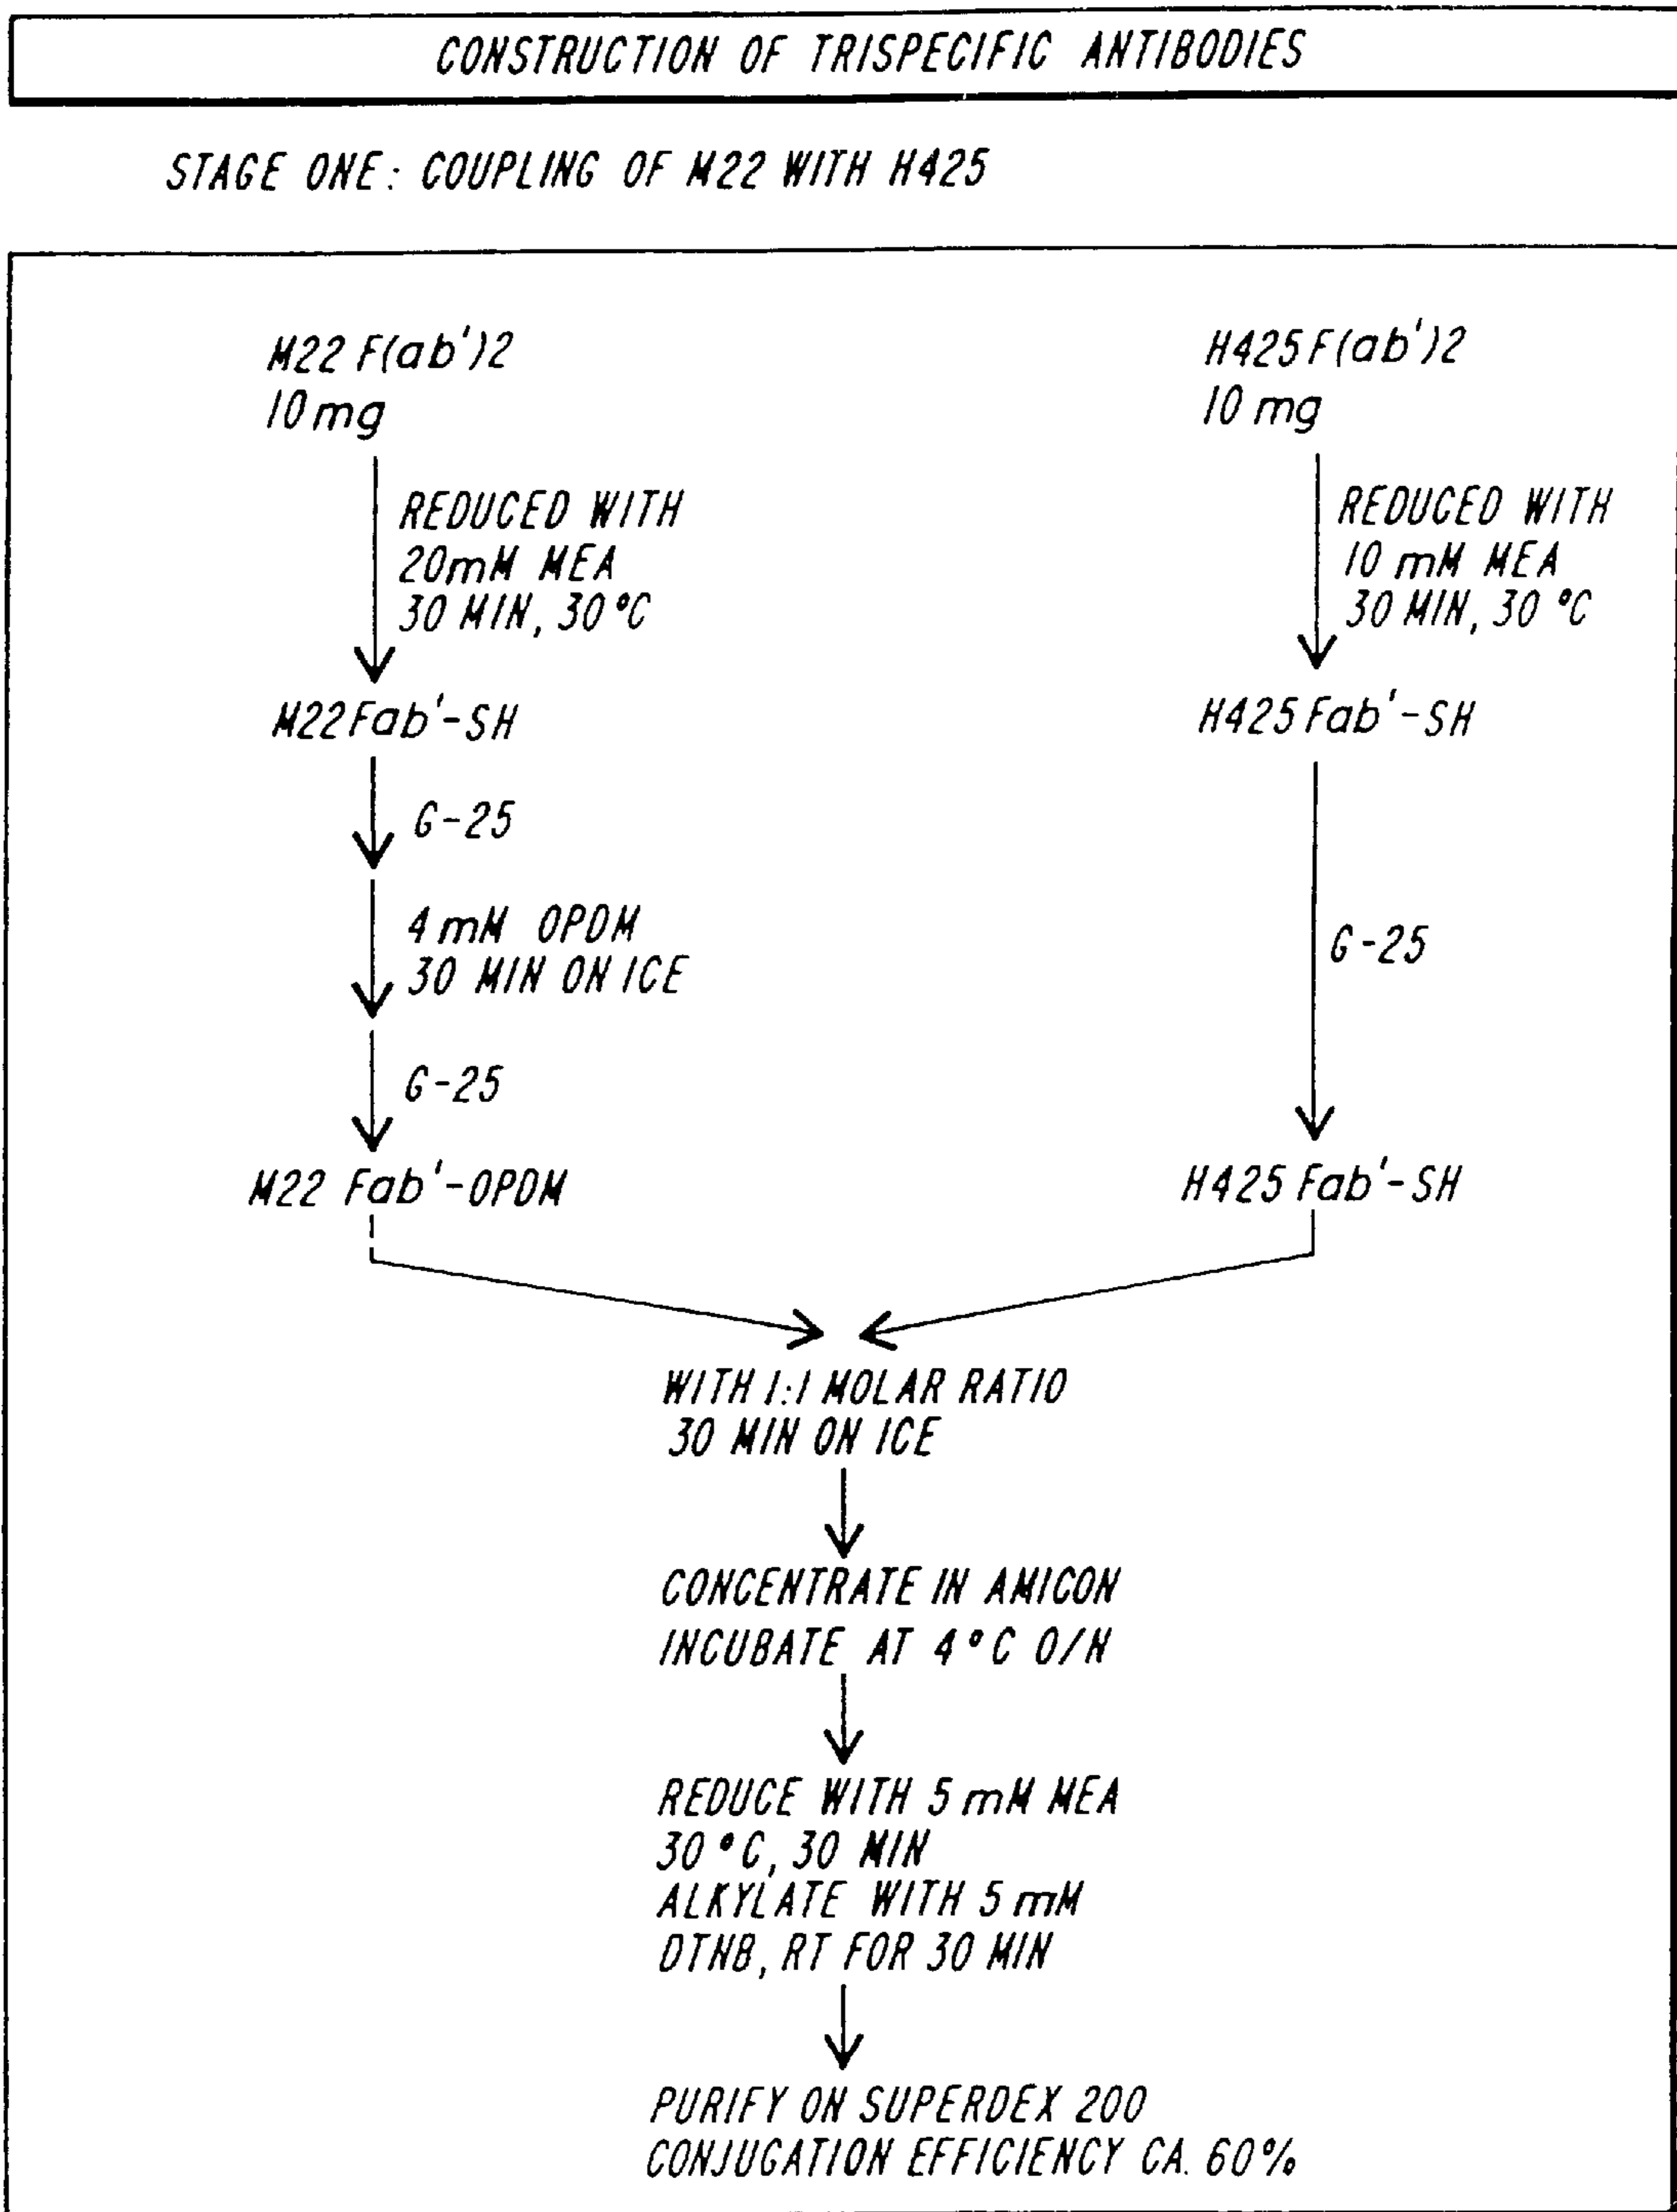 CONSTRUCTION OF TRISPECIFIC ANTIBODIES
STAGE ONE: COUPLING OF M22 WITH H425
M22 F(ab')2
10 mg
REDUCED WITH
20mM MEA
30 MIN, 30°C
M22Fab'-SH
G-25
4 mM OPDM
30 MIN ON ICE
G-25
M22 Fab'-OPDM
H425F(ab')2
10 mg
REDUCED WITH
10 mM MEA
30 MIN, 30 °C
H425 Fab'-SH
G-25
H425 Fab'-SH
WITH 1:1 MOLAR RATIO
30 MIN ON ICE
CONCENTRATE IN AMICON
INCUBATE AT 4°C O/N
REDUCE WITH 5 mM MEA
30°C, 30 MIN
ALKYLATE WITH 5 mM
DTNB, RT FOR 30 MIN
PURIFY ON SUPERDEX 200
CONJUGATION EFFICIENCY CA. 60%